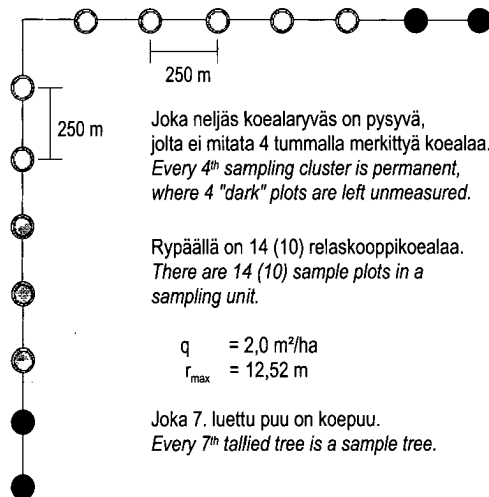 250 m
250 m
Joka neljäs koealaryväs on pysyvä,
jolta ei mitata 4 tummalla merkittyä koealaa.
Every 4th sampling cluster is permanent,
where 4 "dark" plots are left unmeasured.
Rypäällä on 14 (10) relaskooppikoealaa.
There are 14 (10) sample plots in a
sampling unit.
q = 2,0 m²/ha
rmax = 12,52 m
Joka 7. luettu puu on koepuu.
Every 7th tallied tree is a sample tree.